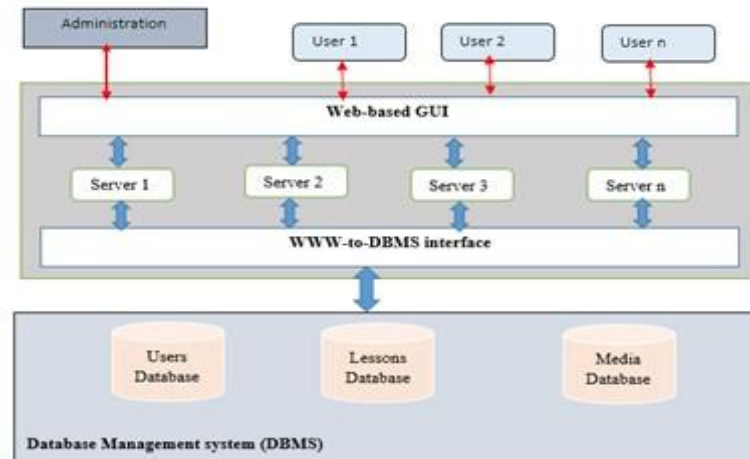 Administration
User 1
User 2
User n
Web-based GUI
Server 1
Server 2
Server 3
Server n
WWW-to-DBMS interface
Users
Database
Lessons
Database
Media
Database
Database Management system (DBMS)